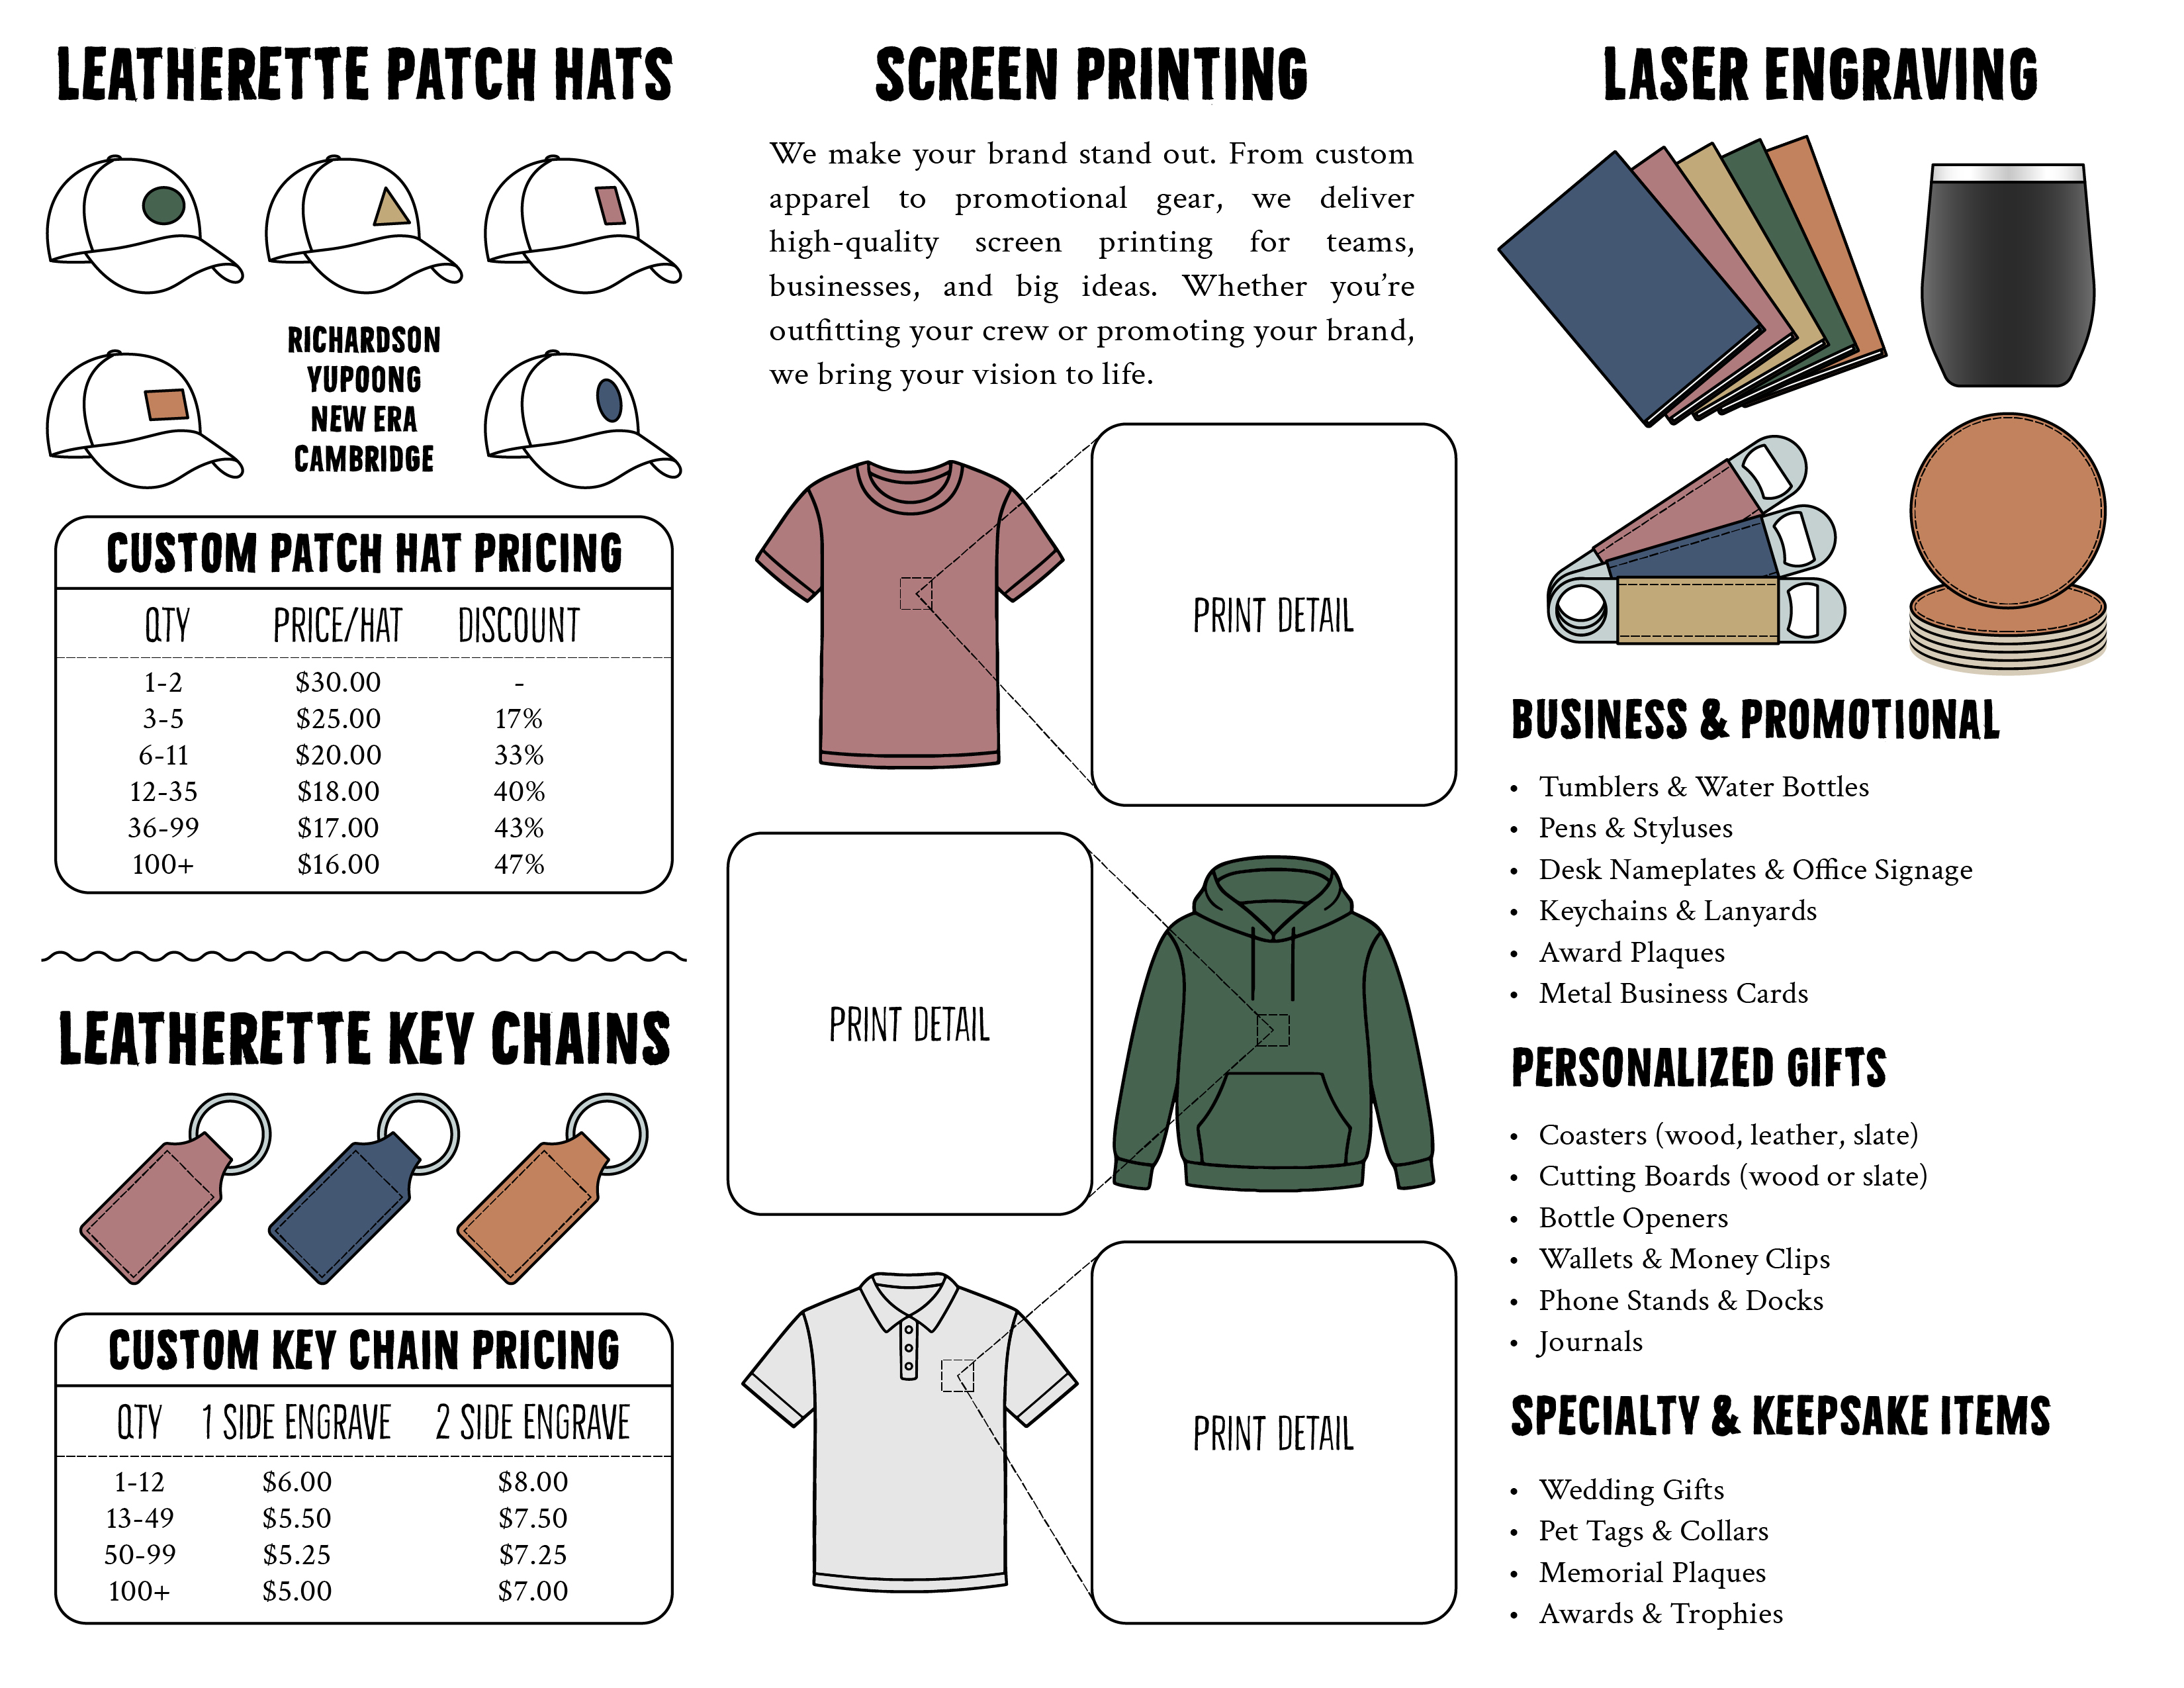 LEATHERETTE PATCH HATS
RICHARDSON
YUPOONG
NEW ERA
CAMBRIDGE
CUSTOM PATCH HAT PRICING
QTY PRICE/HAT DISCOUNT
1-2 $30.00 -
3-5 $25.00 17%
6-11 $20.00 33%
12-35 $18.00 40%
36-99 $17.00 43%
100+ $16.00 47%
LEATHERETTE KEY CHAINS
CUSTOM KEY CHAIN PRICING
QTY 1 SIDE ENGRAVE 2 SIDE ENGRAVE
1-12 $6.00 $8.00
13-49 $5.50 $7.50
50-99 $5.25 $7.25
100+ $5.00 $7.00
SCREEN PRINTING
We make your brand stand out. From custom
apparel to promotional gear, we deliver
high-quality screen printing for teams,
businesses, and big ideas. Whether you’re
outfitting your crew or promoting your brand,
we bring your vision to life.
PRINT DETAIL
PRINT DETAIL
PRINT DETAIL
LASER ENGRAVING
BUSINESS & PROMOTIONAL
• Tumblers & Water Bottles
• Pens & Styluses
• Desk Nameplates & Office Signage
• Keychains & Lanyards
• Award Plaques
• Metal Business Cards
PERSONALIZED GIFTS
• Coasters (wood, leather, slate)
• Cutting Boards (wood or slate)
• Bottle Openers
• Wallets & Money Clips
• Phone Stands & Docks
• Journals
SPECIALTY & KEEPSAKE ITEMS
• Wedding Gifts
• Pet Tags & Collars
• Memorial Plaques
• Awards & Trophies